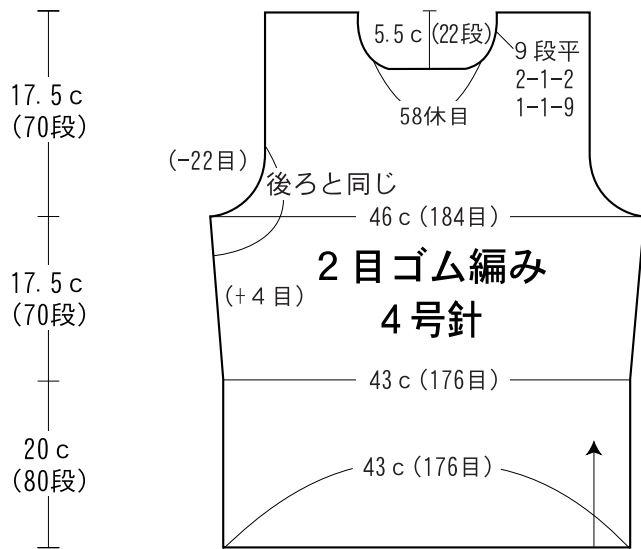 5.5c(22段)
9段平
2-1-2
1-1-9
58休目
17.5c
(70段)
(-22目)
後ろと同じ
46c(184目)
2目ゴム編み
4号針
17.5c
(70段)
(+4目)
43c(176目)
20c
(80段)
43c(176目)